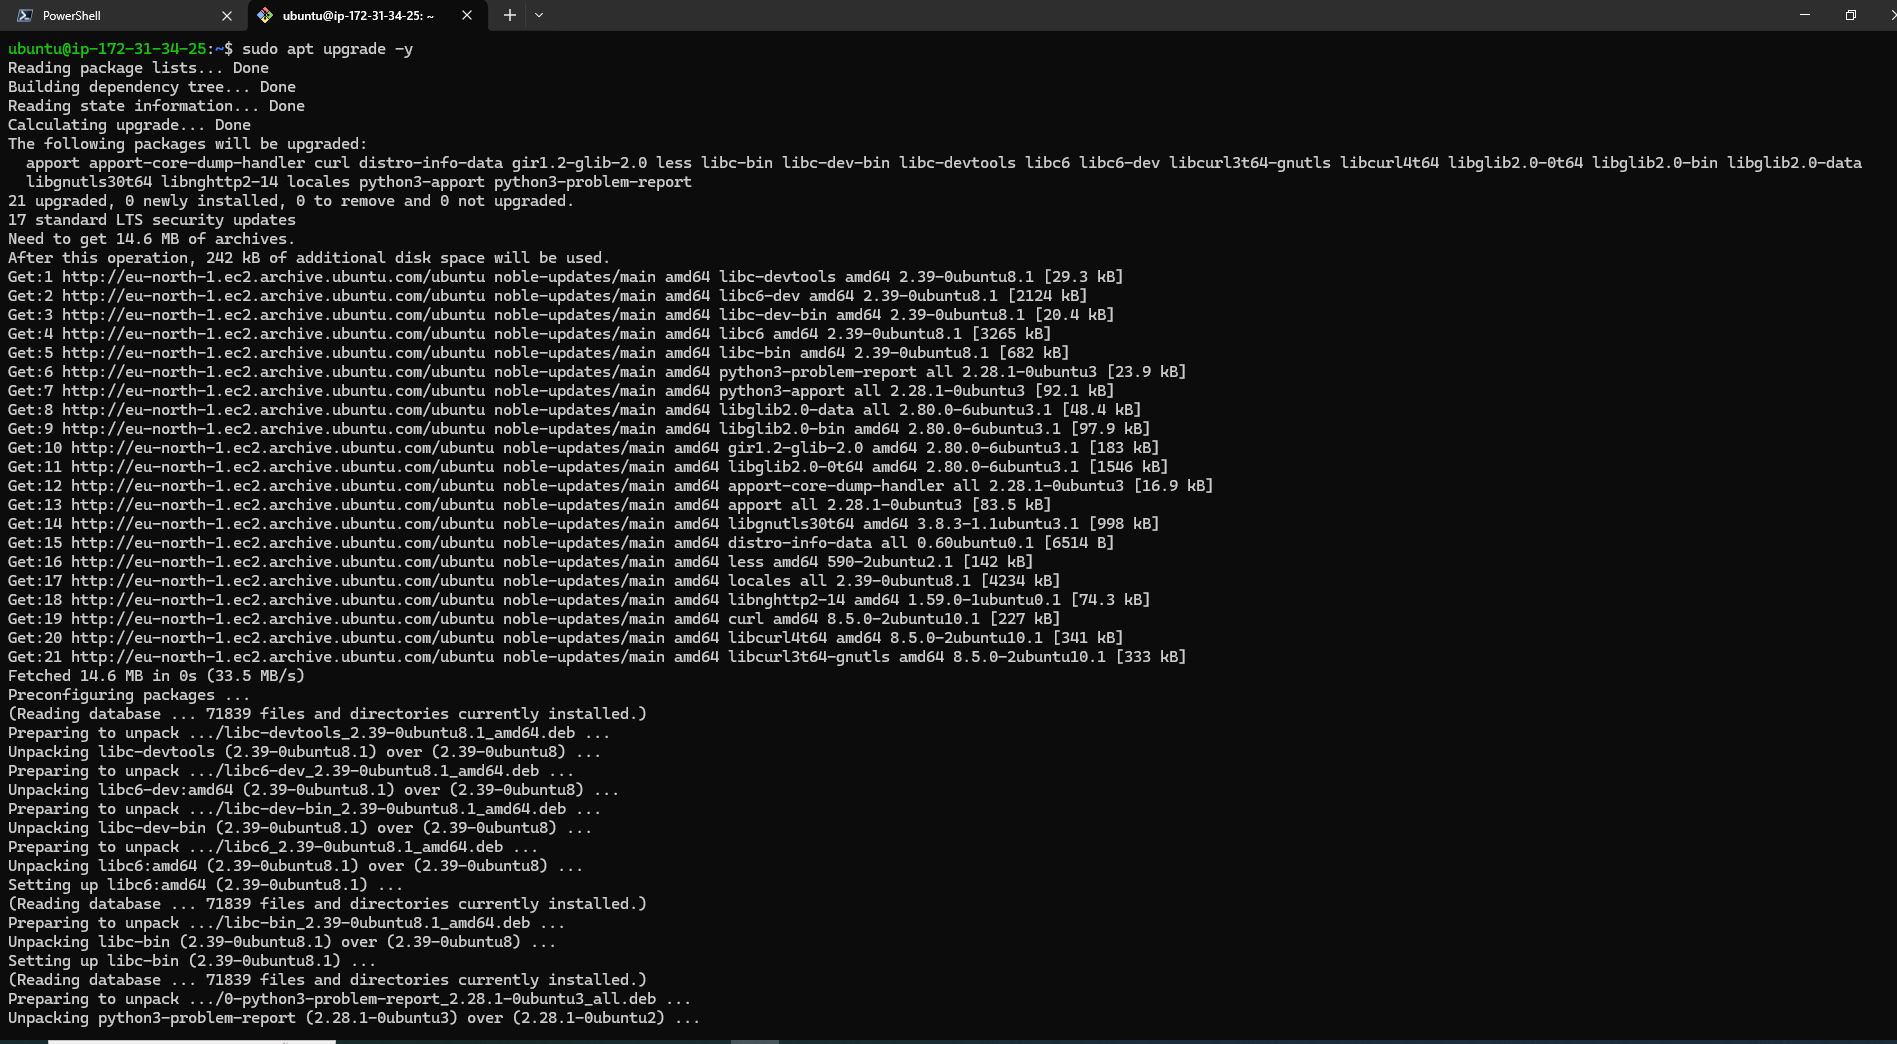 PowerShell
ubuntu@ip-172-31-34-25: ~
ubuntu@ip-172-31-34-25:~$ sudo apt upgrade -y
Reading package lists... Done
Building dependency tree... Done
Reading state information... Done
Calculating upgrade... Done
The following packages will be upgraded:
  apport apport-core-dump-handler curl distro-info-data gir1.2-glib-2.0 less libc-bin libc-dev-bin libc-devtools libc6 libc6-dev libcurl3t64-gnutls libcurl4t64 libglib2.0-0t64 libglib2.0-bin libglib2.0-data
  libgnutls30t64 libnghttp2-14 locales python3-apport python3-problem-report
21 upgraded, 0 newly installed, 0 to remove and 0 not upgraded.
17 standard LTS security updates
Need to get 14.6 MB of archives.
After this operation, 242 kB of additional disk space will be used.
Get:1 http://eu-north-1.ec2.archive.ubuntu.com/ubuntu noble-updates/main amd64 libc-devtools amd64 2.39-0ubuntu8.1 [29.3 kB]
Get:2 http://eu-north-1.ec2.archive.ubuntu.com/ubuntu noble-updates/main amd64 libc6-dev amd64 2.39-0ubuntu8.1 [2124 kB]
Get:3 http://eu-north-1.ec2.archive.ubuntu.com/ubuntu noble-updates/main amd64 libc-dev-bin amd64 2.39-0ubuntu8.1 [20.4 kB]
Get:4 http://eu-north-1.ec2.archive.ubuntu.com/ubuntu noble-updates/main amd64 libc6 amd64 2.39-0ubuntu8.1 [3265 kB]
Get:5 http://eu-north-1.ec2.archive.ubuntu.com/ubuntu noble-updates/main amd64 libc-bin amd64 2.39-0ubuntu8.1 [682 kB]
Get:6 http://eu-north-1.ec2.archive.ubuntu.com/ubuntu noble-updates/main amd64 python3-problem-report all 2.28.1-0ubuntu3 [23.9 kB]
Get:7 http://eu-north-1.ec2.archive.ubuntu.com/ubuntu noble-updates/main amd64 python3-apport all 2.28.1-0ubuntu3 [92.1 kB]
Get:8 http://eu-north-1.ec2.archive.ubuntu.com/ubuntu noble-updates/main amd64 libglib2.0-data all 2.80.0-6ubuntu3.1 [48.4 kB]
Get:9 http://eu-north-1.ec2.archive.ubuntu.com/ubuntu noble-updates/main amd64 libglib2.0-bin amd64 2.80.0-6ubuntu3.1 [97.9 kB]
Get:10 http://eu-north-1.ec2.archive.ubuntu.com/ubuntu noble-updates/main amd64 gir1.2-glib-2.0 amd64 2.80.0-6ubuntu3.1 [183 kB]
Get:11 http://eu-north-1.ec2.archive.ubuntu.com/ubuntu noble-updates/main amd64 libglib2.0-0t64 amd64 2.80.0-6ubuntu3.1 [1546 kB]
Get:12 http://eu-north-1.ec2.archive.ubuntu.com/ubuntu noble-updates/main amd64 apport-core-dump-handler all 2.28.1-0ubuntu3 [16.9 kB]
Get:13 http://eu-north-1.ec2.archive.ubuntu.com/ubuntu noble-updates/main amd64 apport all 2.28.1-0ubuntu3 [83.5 kB]
Get:14 http://eu-north-1.ec2.archive.ubuntu.com/ubuntu noble-updates/main amd64 libgnutls30t64 amd64 3.8.3-1.1ubuntu3.1 [998 kB]
Get:15 http://eu-north-1.ec2.archive.ubuntu.com/ubuntu noble-updates/main amd64 distro-info-data all 0.60ubuntu0.1 [6514 B]
Get:16 http://eu-north-1.ec2.archive.ubuntu.com/ubuntu noble-updates/main amd64 less amd64 590-2ubuntu2.1 [142 kB]
Get:17 http://eu-north-1.ec2.archive.ubuntu.com/ubuntu noble-updates/main amd64 locales all 2.39-0ubuntu8.1 [4234 kB]
Get:18 http://eu-north-1.ec2.archive.ubuntu.com/ubuntu noble-updates/main amd64 libnghttp2-14 amd64 1.59.0-1ubuntu0.1 [74.3 kB]
Get:19 http://eu-north-1.ec2.archive.ubuntu.com/ubuntu noble-updates/main amd64 curl amd64 8.5.0-2ubuntu10.1 [227 kB]
Get:20 http://eu-north-1.ec2.archive.ubuntu.com/ubuntu noble-updates/main amd64 libcurl4t64 amd64 8.5.0-2ubuntu10.1 [341 kB]
Get:21 http://eu-north-1.ec2.archive.ubuntu.com/ubuntu noble-updates/main amd64 libcurl3t64-gnutls amd64 8.5.0-2ubuntu10.1 [333 kB]
Fetched 14.6 MB in 0s (33.5 MB/s)
Preconfiguring packages ...
(Reading database ... 71839 files and directories currently installed.)
Preparing to unpack .../libc-devtools_2.39-0ubuntu8.1_amd64.deb ...
Unpacking libc-devtools (2.39-0ubuntu8.1) over (2.39-0ubuntu8) ...
Preparing to unpack .../libc6-dev_2.39-0ubuntu8.1_amd64.deb ...
Unpacking libc6-dev:amd64 (2.39-0ubuntu8.1) over (2.39-0ubuntu8) ...
Preparing to unpack .../libc-dev-bin_2.39-0ubuntu8.1_amd64.deb ...
Unpacking libc-dev-bin (2.39-0ubuntu8.1) over (2.39-0ubuntu8) ...
Preparing to unpack .../libc6_2.39-0ubuntu8.1_amd64.deb ...
Unpacking libc6:amd64 (2.39-0ubuntu8.1) over (2.39-0ubuntu8) ...
Setting up libc6:amd64 (2.39-0ubuntu8.1) ...
(Reading database ... 71839 files and directories currently installed.)
Preparing to unpack .../libc-bin_2.39-0ubuntu8.1_amd64.deb ...
Unpacking libc-bin (2.39-0ubuntu8.1) over (2.39-0ubuntu8) ...
Setting up libc-bin (2.39-0ubuntu8.1) ...
(Reading database ... 71839 files and directories currently installed.)
Preparing to unpack .../0-python3-problem-report_2.28.1-0ubuntu3_all.deb ...
Unpacking python3-problem-report (2.28.1-0ubuntu3) over (2.28.1-0ubuntu2) ...